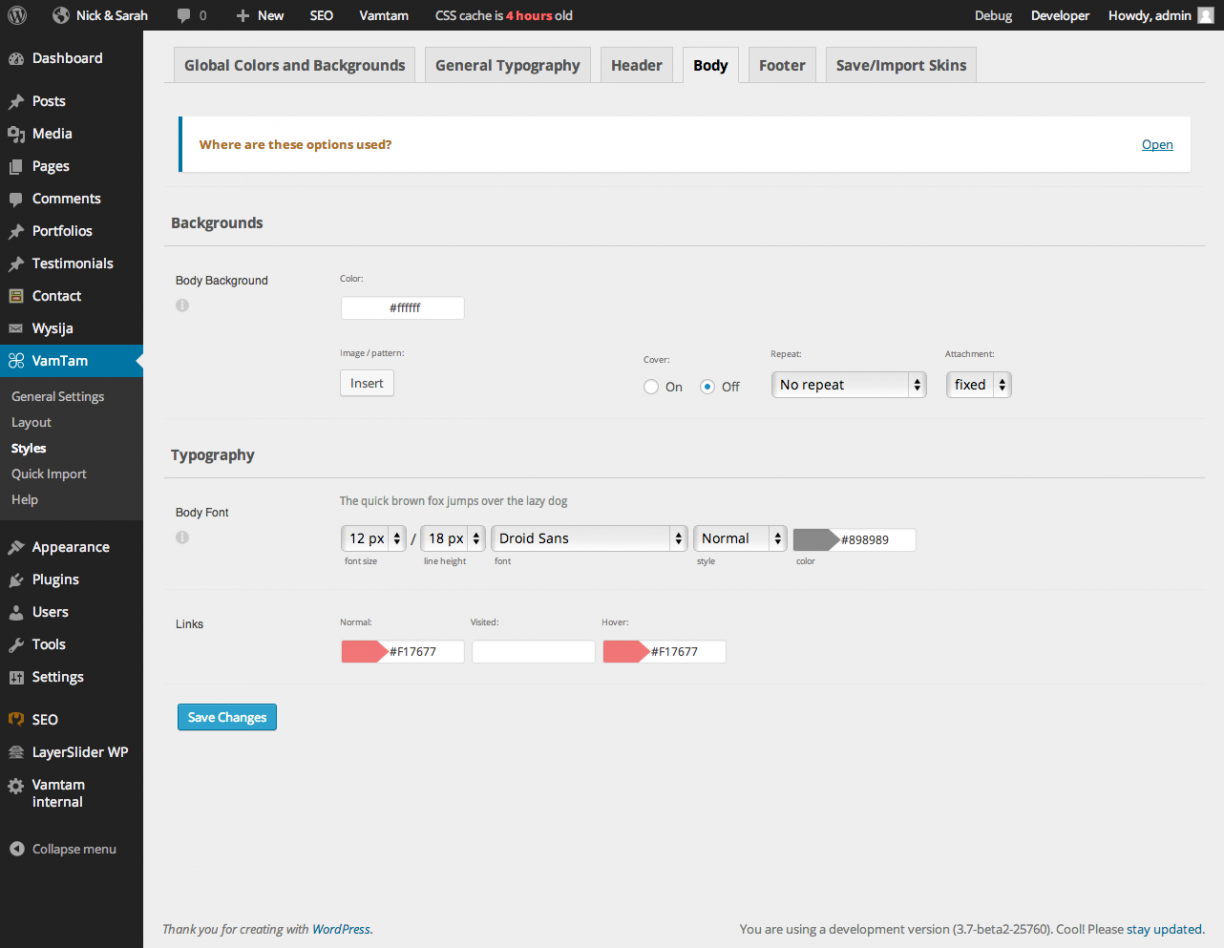 Nick & Sarah 0 New SEO Vamtam CSS cache is 4 hours old Debug Developer Howdy, admin
Dashboard
Posts
Media
Pages
Comments
Portfolios
Testimonials
Contact
Wysija
VamTam
General Settings
Layout
Styles
Quick Import
Help
Appearance
Plugins
Users
Tools
Settings
SEO
LayerSlider WP
Vamtam
internal
Collapse menu
Global Colors and Backgrounds General Typography Header Body Footer Save/Import Skins
Where are these options used? Open
Backgrounds
Body Background
Color:
#ffffff
Image / pattern: Cover: Repeat: Attachment:
Insert On Off No repeat fixed
Typography
Body Font
The quick brown fox jumps over the lazy dog
12 px / 18 px Droid Sans Normal #898989
font size line height font style color
Links
Normal: Visited: Hover:
#F17677 #F17677
Save Changes
Thank you for creating with WordPress. You are using a development version (3.7-beta2-25760). Cool! Please stay updated.